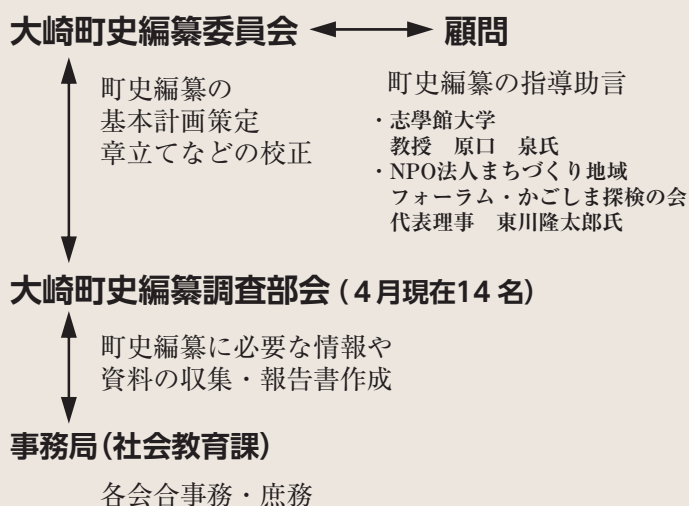 大崎町史編纂委員会 顧問
町史編纂の
基本計画策定
章立てなどの校正
町史編纂の指導助言
・志學館大学
教授　原口　泉氏
・NPO法人まちづくり地域
フォーラム・かごしま探検の会
代表理事　東川隆太郎氏
大崎町史編纂調査部会（４月現在14 名）
町史編纂に必要な情報や
資料の収集・報告書作成
事務局（社会教育課）
各会合事務・庶務